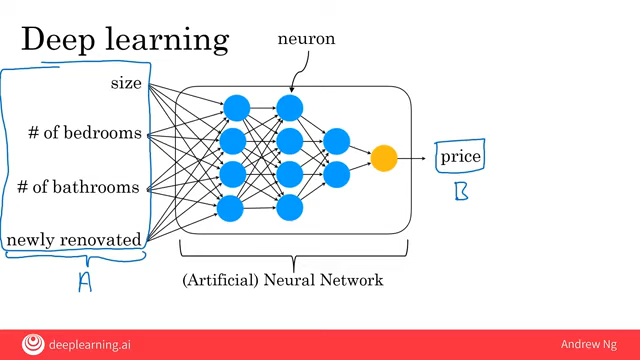 Deep learning
neuron
size
# of bedrooms
# of bathrooms
newly renovated
price
B
A
(Artificial) Neural Network
deeplearning.ai
Andrew Ng